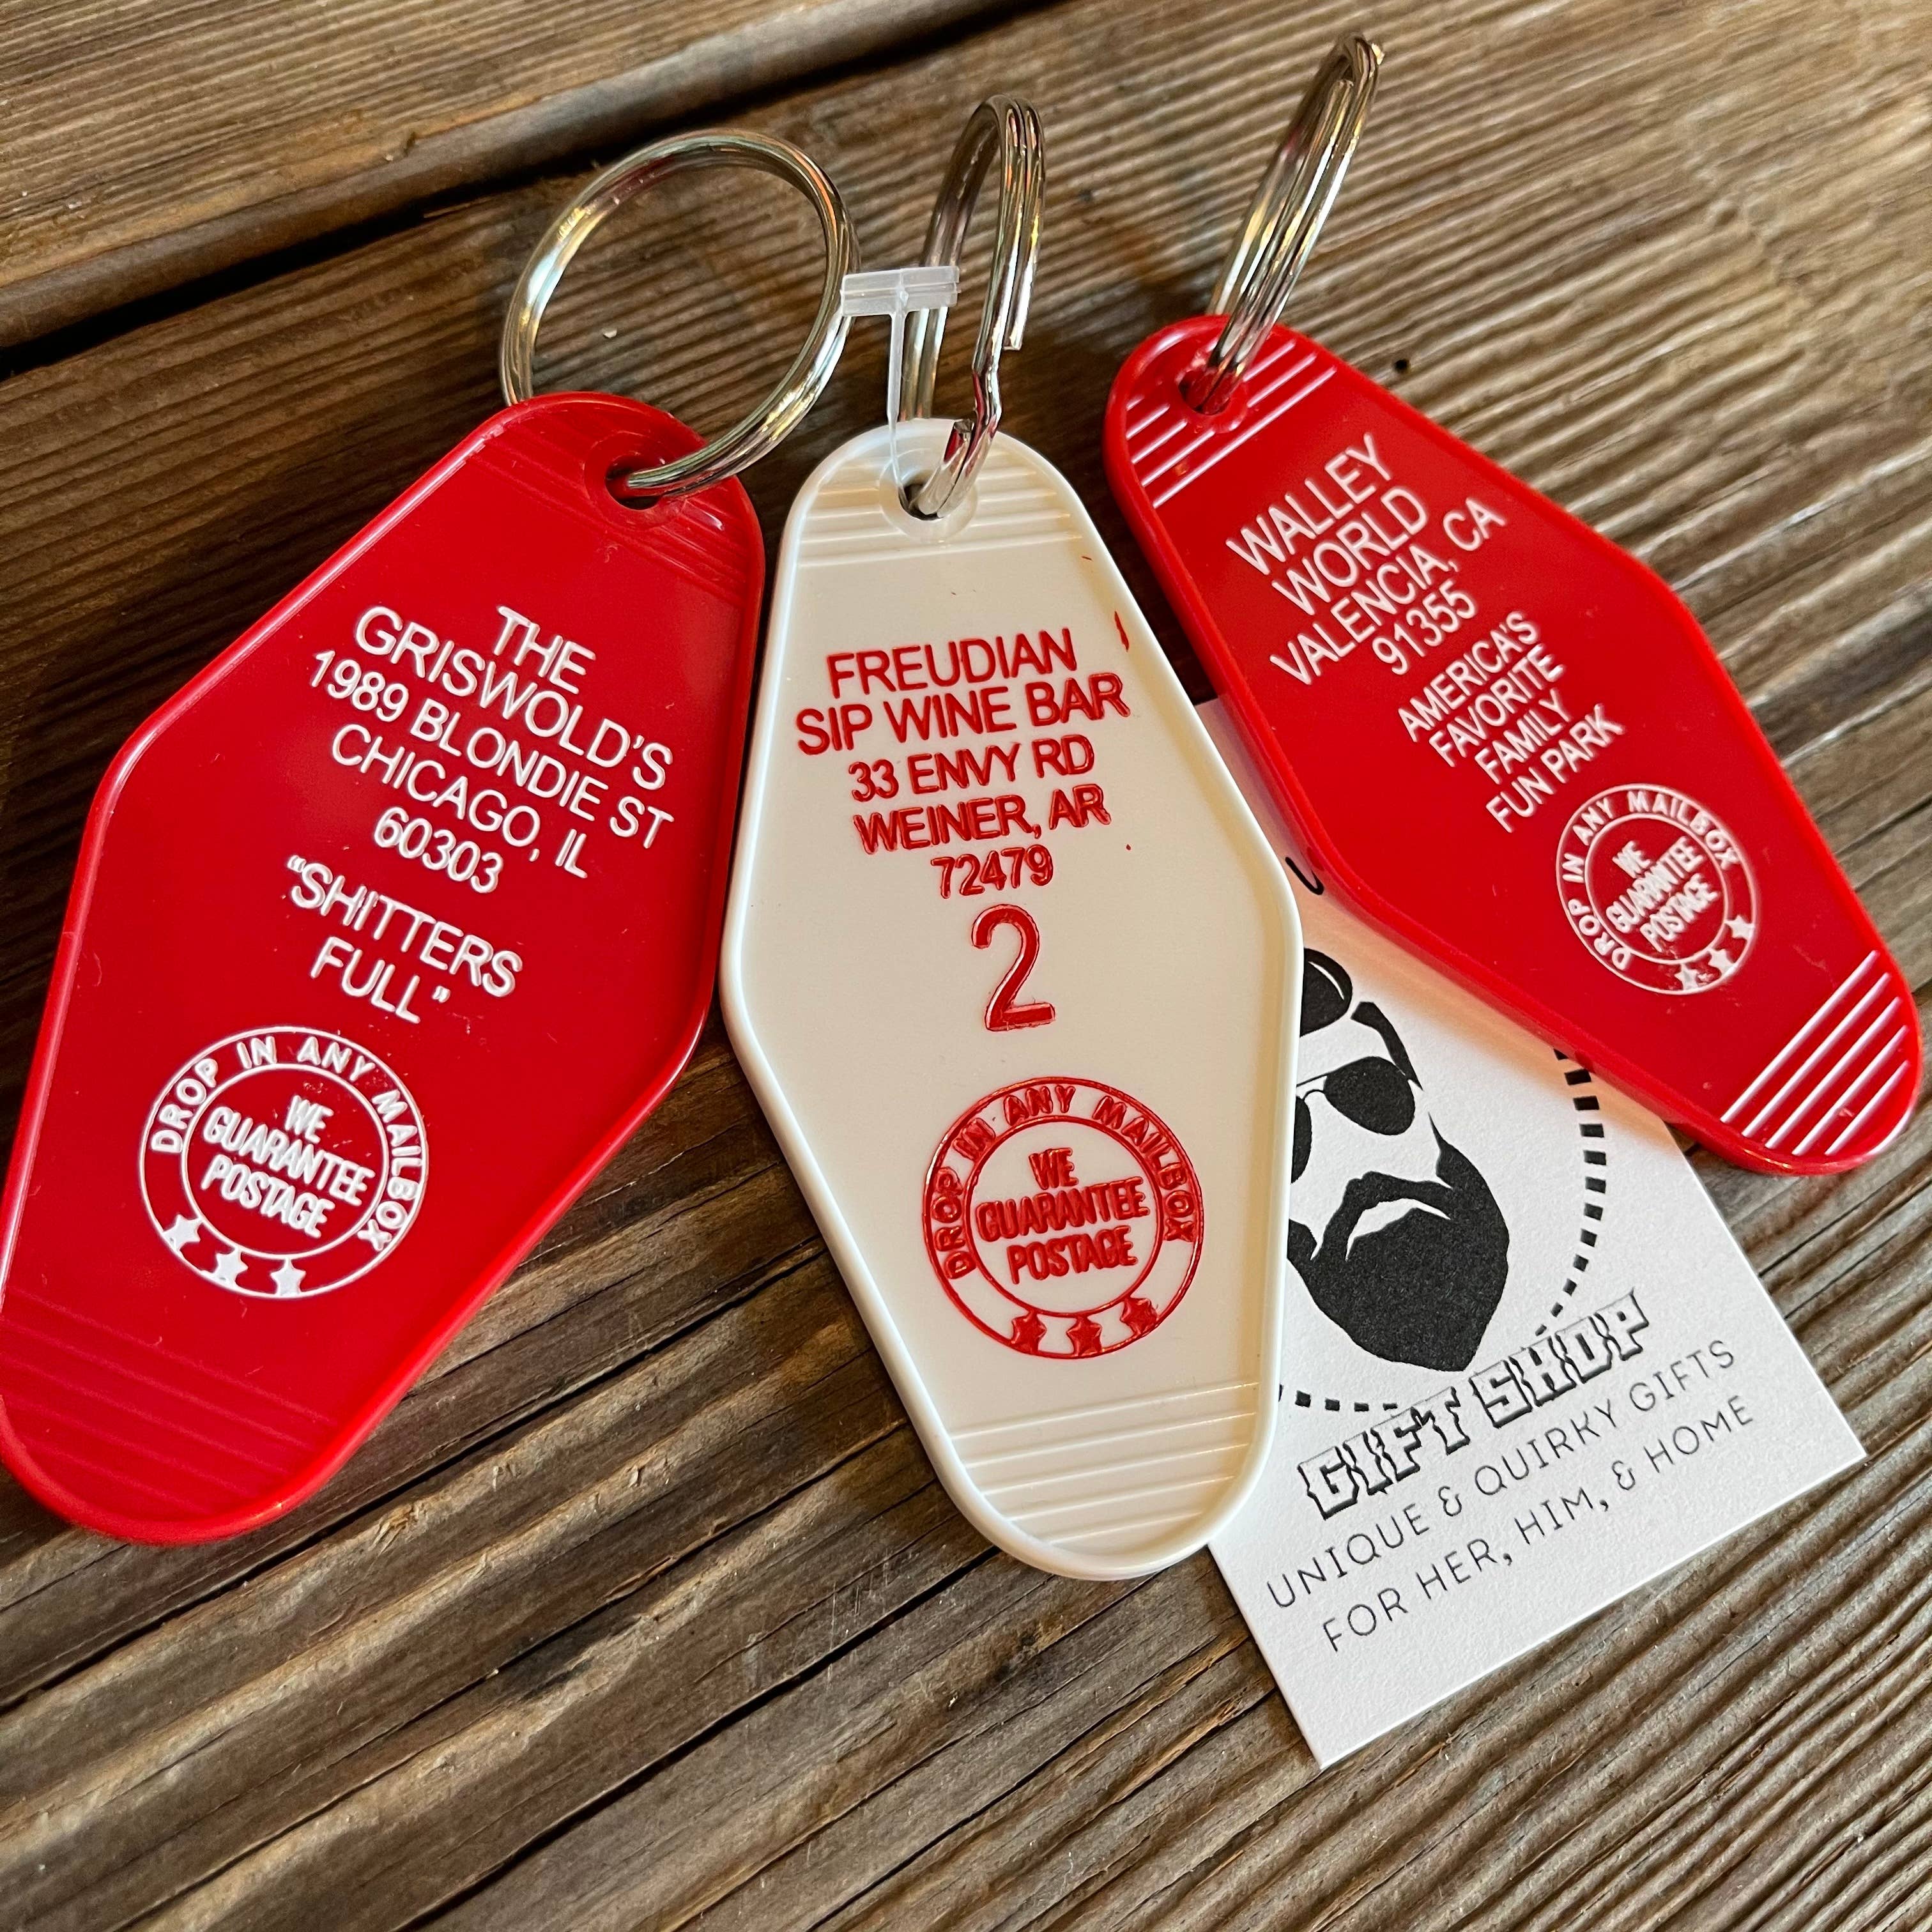 THE
GRISWOLD'S
1989 BLONDIE ST
CHICAGO, IL
60303
"SHITTERS
FULL"
DROP IN ANY MAILBOX
WE
GUARANTEE
POSTAGE
FREUDIAN
SIP WINE BAR
33 ENVY RD
WEINER, AR
72479
2
DROP IN ANY MAILBOX
WE
GUARANTEE
POSTAGE
WALLEY
WORLD
VALENCIA, CA
91355
AMERICA'S
FAVORITE
FAMILY
FUN PARK
DROP IN ANY MAILBOX
WE
GUARANTEE
POSTAGE
GIFT SHOP
UNIQUE & QUIRKY GIFTS
FOR HER, HIM, & HOME